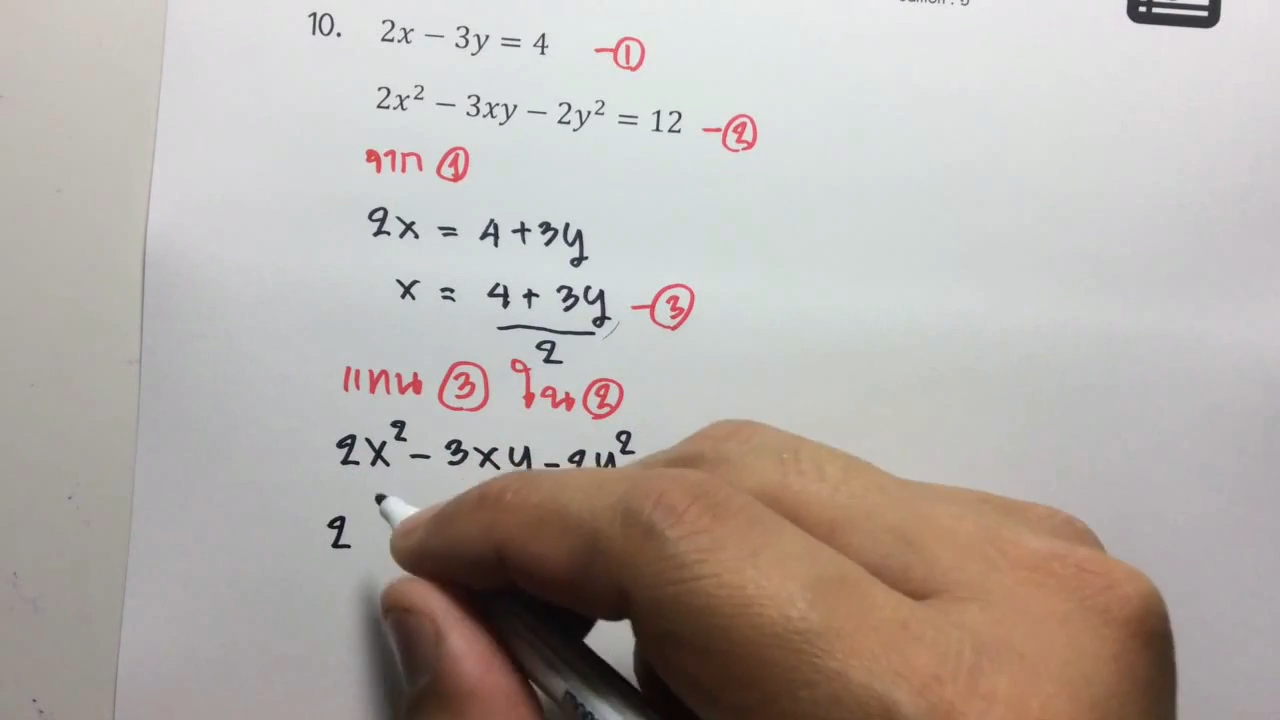 10. 2x − 3y = 4 —①
2x² − 3xy − 2y² = 12 —②
จาก ①
2x = 4 + 3y
x = 4 + 3y —③
2
แทน ③ ใน ②
2x² − 3xy − 2y²
2